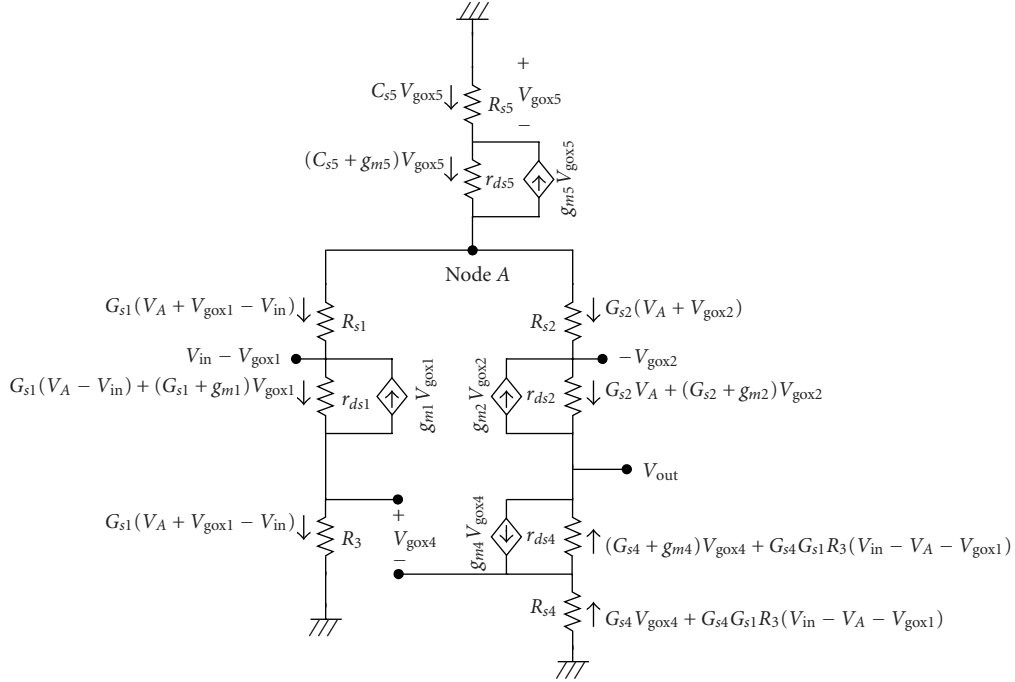 +
C_{s5}V_{gox5}
R_{s5}
V_{gox5}
−
(C_{s5} + g_{m5})V_{gox5}
r_{ds5}
g_{m5}V_{gox5}
Node A
G_{s1}(V_A + V_{gox1} − V_{in})
R_{s1}
R_{s2}
G_{s2}(V_A + V_{gox2})
V_{in} − V_{gox1}
−V_{gox2}
G_{s1}(V_A − V_{in}) + (G_{s1} + g_{m1})V_{gox1}
r_{ds1}
g_{m1}V_{gox1}
g_{m2}V_{gox2}
r_{ds2}
G_{s2}V_A + (G_{s2} + g_{m2})V_{gox2}
V_{out}
G_{s1}(V_A + V_{gox1} − V_{in})
R_3
+
V_{gox4}
−
g_{m4}V_{gox4}
r_{ds4}
(G_{s4} + g_{m4})V_{gox4} + G_{s4}G_{s1}R_3(V_{in} − V_A − V_{gox1})
R_{s4}
G_{s4}V_{gox4} + G_{s4}G_{s1}R_3(V_{in} − V_A − V_{gox1})